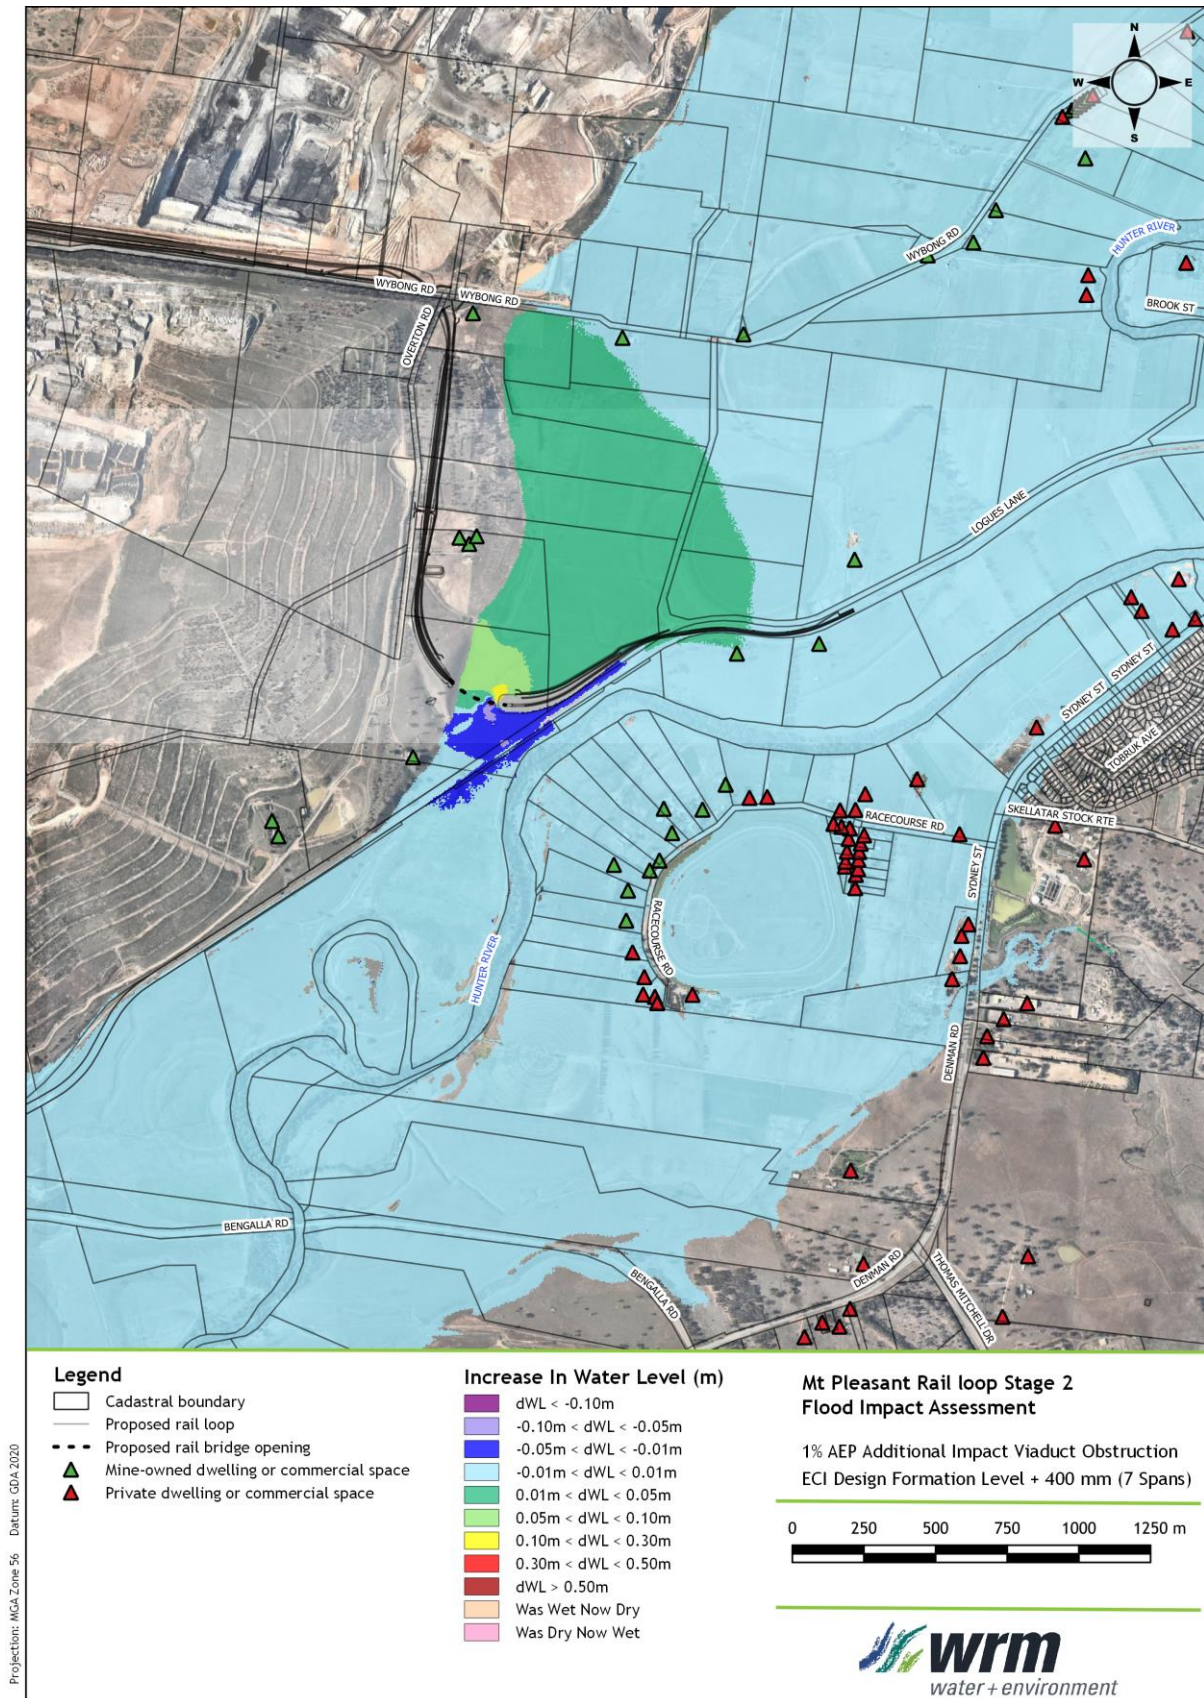 N
W
E
S
HUNTER RIVER
WYBONG RD
BROOK ST
WYBONG RD
WYBONG RD
OVERTON RD
LOGUES LANE
SYDNEY ST
SYDNEY ST
TOBRUK AVE
SKELLATAR STOCK RTE
RACECOURSE RD
SYDNEY ST
RACECOURSE RD
HUNTER RIVER
DENMAN RD
BENGALLA RD
BENGALLA RD
DENMAN RD
THOMAS MITCHELL DR
Legend
Cadastral boundary
Proposed rail loop
Proposed rail bridge opening
Mine-owned dwelling or commercial space
Private dwelling or commercial space
Increase In Water Level (m)
dWL < -0.10m
-0.10m < dWL < -0.05m
-0.05m < dWL < -0.01m
-0.01m < dWL < 0.01m
0.01m < dWL < 0.05m
0.05m < dWL < 0.10m
0.10m < dWL < 0.30m
0.30m < dWL < 0.50m
dWL > 0.50m
Was Wet Now Dry
Was Dry Now Wet
Mt Pleasant Rail loop Stage 2
Flood Impact Assessment
1% AEP Additional Impact Viaduct Obstruction
ECI Design Formation Level + 400 mm (7 Spans)
0 250 500 750 1000 1250 m
wrm
water + environment
Projection: MGA Zone 56 Datum: GDA 2020